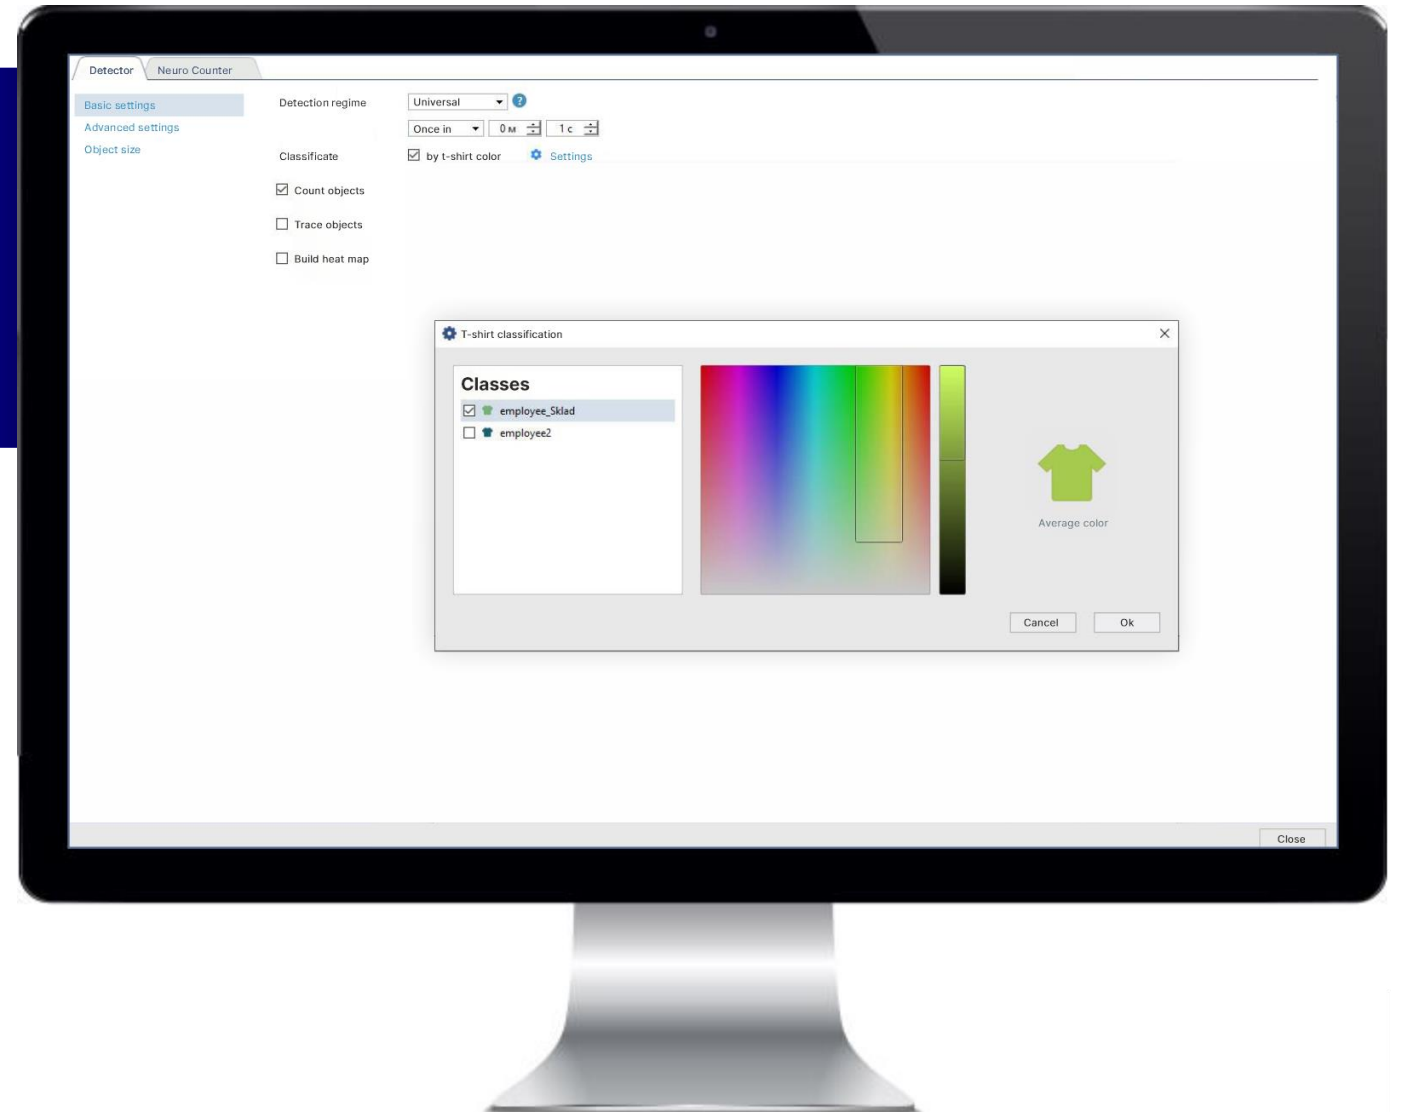 Detector Neuro Counter
Basic settings
Advanced settings
Object size
Detection regime Universal ?
Once in 0 м 1 с
Classificate by t-shirt color Settings
Count objects
Trace objects
Build heat map
T-shirt classification
Classes
employee_Sklad
employee2
Average color
Cancel Ok
Close